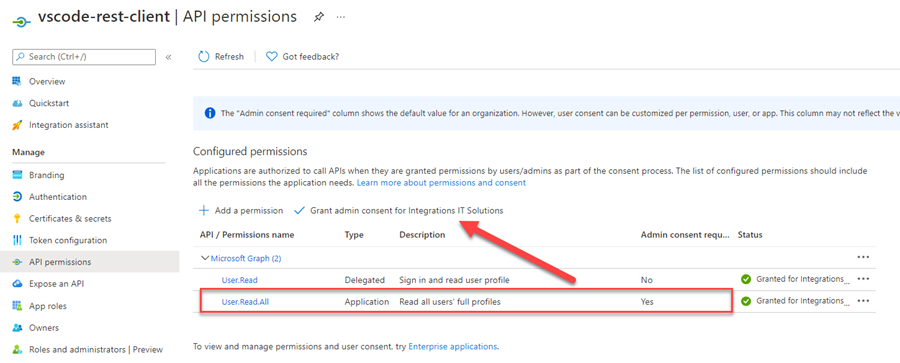 vscode-rest-client | API permissions
Search (Ctrl+/)
«
Refresh
Got feedback?
Overview
Quickstart
Integration assistant
Manage
Branding
Authentication
Certificates & secrets
Token configuration
API permissions
Expose an API
App roles
Owners
Roles and administrators | Preview
The "Admin consent required" column shows the default value for an organization. However, user consent can be customized per permission, user, or app. This column may not reflect the v
Configured permissions
Applications are authorized to call APIs when they are granted permissions by users/admins as part of the consent process. The list of configured permissions should include
all the permissions the application needs. Learn more about permissions and consent
Add a permission
Grant admin consent for Integrations IT Solutions
API / Permissions name Type Description Admin consent requ... Status
Microsoft Graph (2)
User.Read Delegated Sign in and read user profile No Granted for Integrations...
User.Read.All Application Read all users' full profiles Yes Granted for Integrations...
To view and manage permissions and user consent, try Enterprise applications.